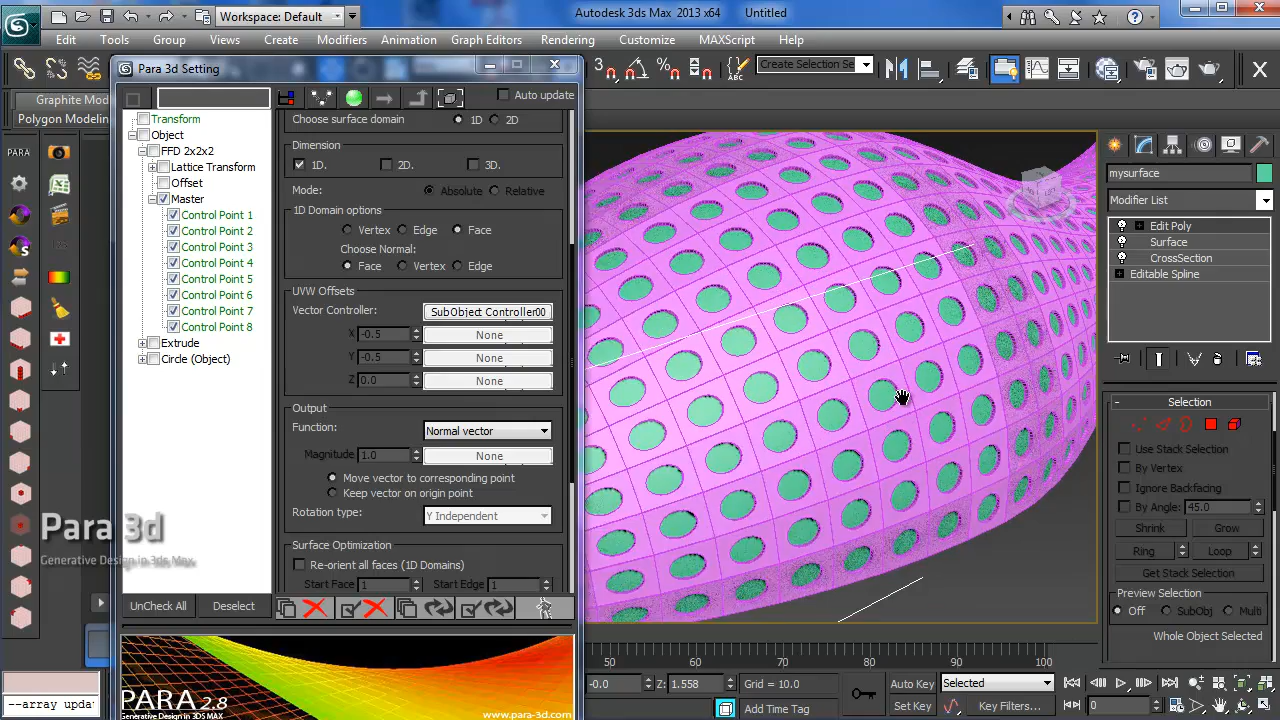 Workspace: Default
Autodesk 3ds Max 2013 x64 Untitled
Edit Tools Group Views Create Modifiers Animation Graph Editors Rendering Customize MAXScript Help
Create Selection Se
Graphite Mod
Polygon Modeling
Para 3d Setting
Auto update
PARA
Transform
Object
FFD 2x2x2
Lattice Transform
Offset
Master
Control Point 1
Control Point 2
Control Point 3
Control Point 4
Control Point 5
Control Point 6
Control Point 7
Control Point 8
Extrude
Circle (Object)
UnCheck All
Deselect
Choose surface domain 1D 2D
Dimension
1D. 2D. 3D.
Mode: Absolute Relative
1D Domain options
Vertex Edge Face
Choose Normal:
Face Vertex Edge
UVW Offsets
Vector Controller: SubObject Controller00
X -0.5 None
Y -0.5 None
Z 0.0 None
Output
Function: Normal vector
Magnitude 1.0 None
Move vector to corresponding point
Keep vector on origin point
Rotation type: Y Independent
Surface Optimization
Re-orient all faces (1D Domains)
Start Face 1 Start Edge 1
Para 3d
Generative Design in 3ds Max
PARA 2.8
Generative Design in 3DS MAX
www.para-3d.com
mysurface
Modifier List
Edit Poly
Surface
CrossSection
Editable Spline
Selection
Use Stack Selection
By Vertex
Ignore Backfacing
By Angle: 45.0
Shrink Grow
Ring Loop
Get Stack Selection
Preview Selection
Off SubObj Multi
Whole Object Selected
50 60 70 80 90 100
-0.0 Z: 1.558 Grid = 10.0
Add Time Tag
Auto Key Selected
Set Key Key Filters...
0
--array upda